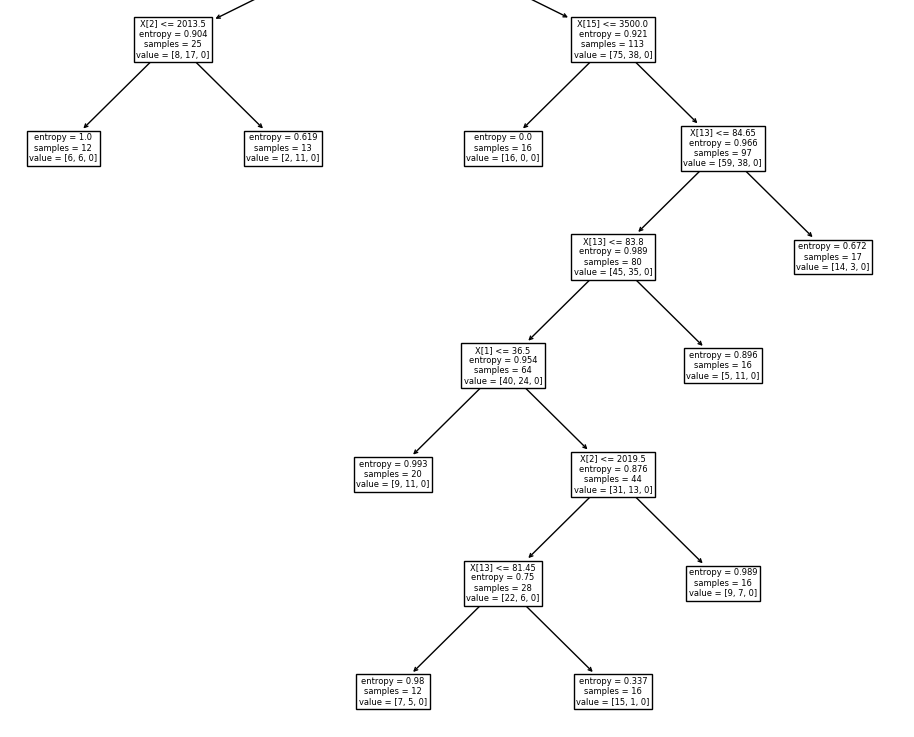 X[2] <= 2013.5
entropy = 0.904
samples = 25
value = [8, 17, 0]
X[15] <= 3500.0
entropy = 0.921
samples = 113
value = [75, 38, 0]
entropy = 1.0
samples = 12
value = [6, 6, 0]
entropy = 0.619
samples = 13
value = [2, 11, 0]
entropy = 0.0
samples = 16
value = [16, 0, 0]
X[13] <= 84.65
entropy = 0.966
samples = 97
value = [59, 38, 0]
X[13] <= 83.8
entropy = 0.989
samples = 80
value = [45, 35, 0]
entropy = 0.672
samples = 17
value = [14, 3, 0]
X[1] <= 36.5
entropy = 0.954
samples = 64
value = [40, 24, 0]
entropy = 0.896
samples = 16
value = [5, 11, 0]
entropy = 0.993
samples = 20
value = [9, 11, 0]
X[2] <= 2019.5
entropy = 0.876
samples = 44
value = [31, 13, 0]
X[13] <= 81.45
entropy = 0.75
samples = 28
value = [22, 6, 0]
entropy = 0.989
samples = 16
value = [9, 7, 0]
entropy = 0.98
samples = 12
value = [7, 5, 0]
entropy = 0.337
samples = 16
value = [15, 1, 0]